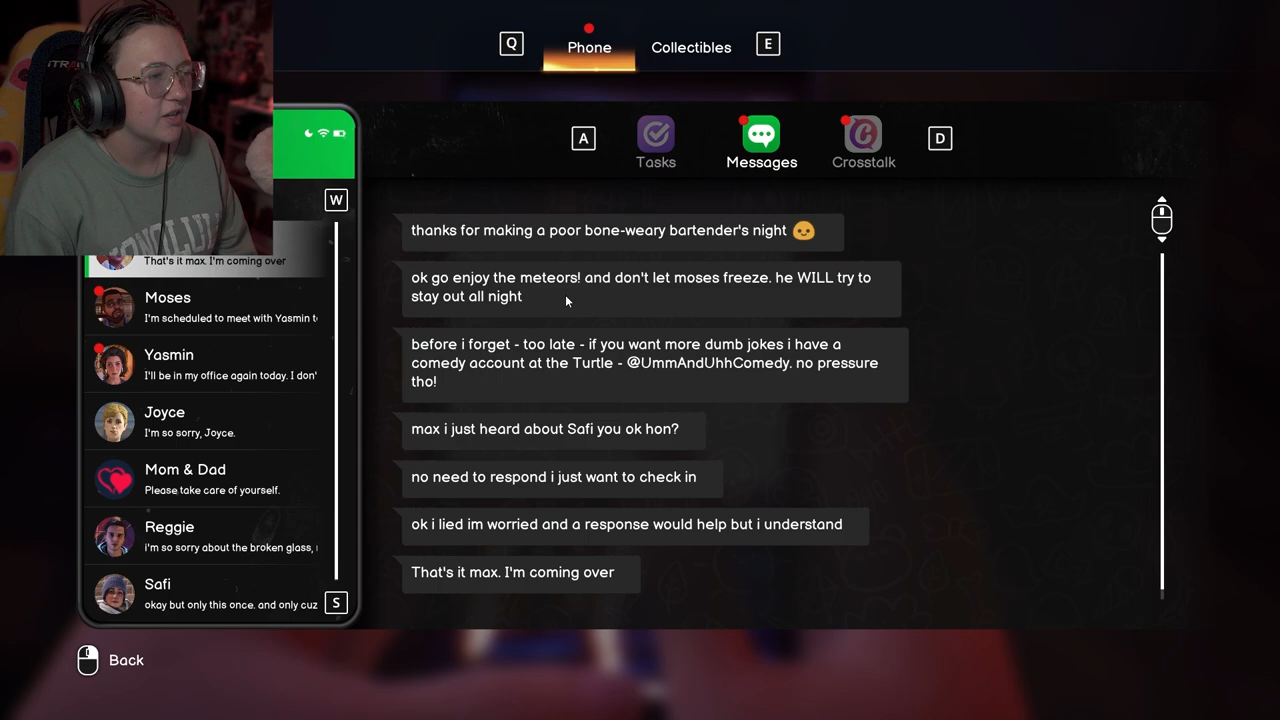 Q
Phone
Collectibles
E
A
Tasks
Messages
Crosstalk
D
W
That's it max. I'm coming over
Moses
I'm scheduled to meet with Yasmin t
Yasmin
I'll be in my office again today. I don'
Joyce
I'm so sorry, Joyce.
Mom & Dad
Please take care of yourself.
Reggie
i'm so sorry about the broken glass,
Safi
okay but only this once. and only cuz
S
thanks for making a poor bone-weary bartender's night
ok go enjoy the meteors! and don't let moses freeze. he WILL try to
stay out all night
before i forget - too late - if you want more dumb jokes i have a
comedy account at the Turtle - @UmmAndUhhComedy. no pressure
tho!
max i just heard about Safi you ok hon?
no need to respond i just want to check in
ok i lied im worried and a response would help but i understand
That's it max. I'm coming over
Back